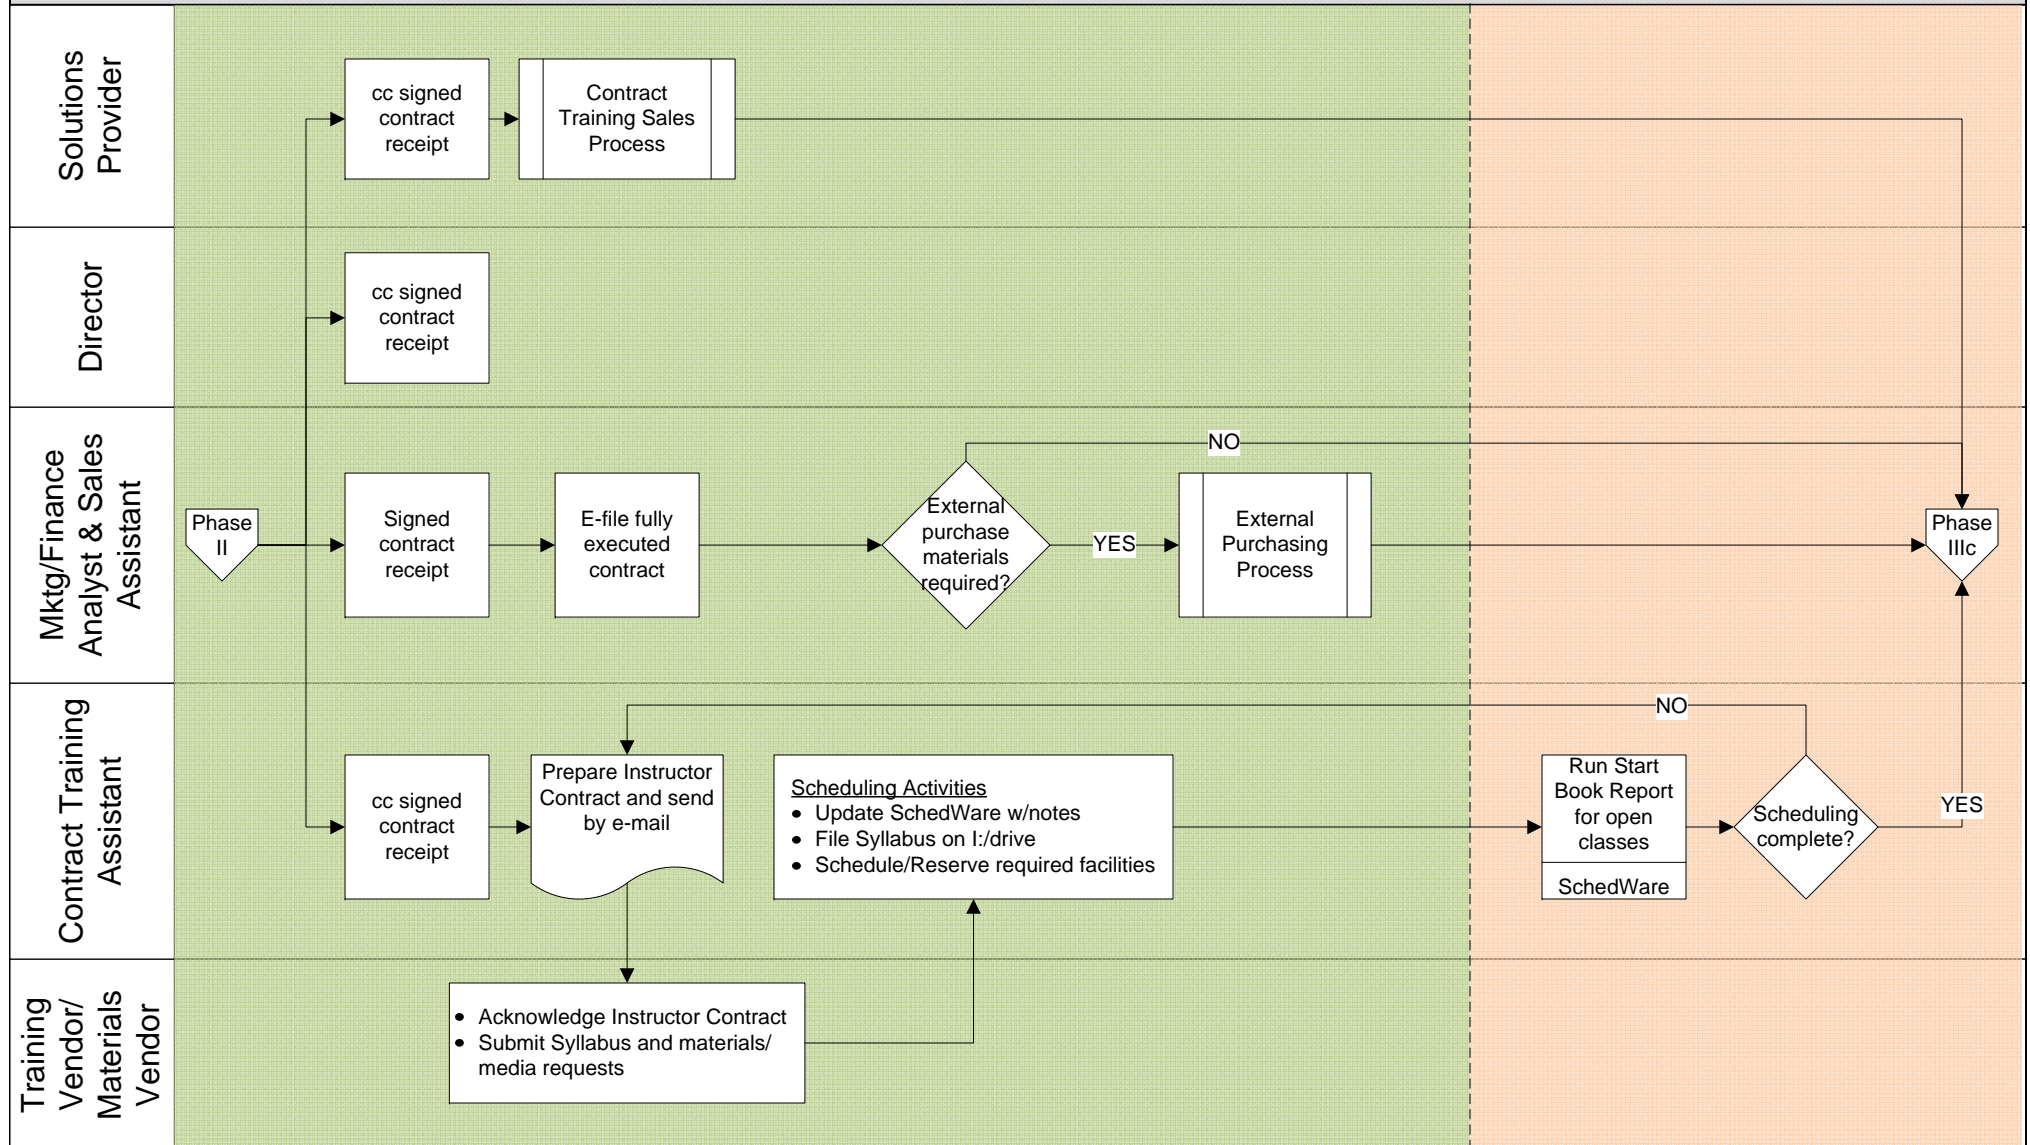 Solutions
Provider
cc signed
contract
receipt
Contract
Training Sales
Process
Director
cc signed
contract
receipt
Mktg/Finance
Analyst & Sales
Assistant
Phase
II
Signed
contract
receipt
E-file fully
executed
contract
External
purchase
materials
required?
NO
YES
External
Purchasing
Process
Phase
IIIc
Contract Training
Assistant
cc signed
contract
receipt
Prepare Instructor
Contract and send
by e-mail
Scheduling Activities
• Update SchedWare w/notes
• File Syllabus on I:/drive
• Schedule/Reserve required facilities
NO
Run Start
Book Report
for open
classes
SchedWare
Scheduling
complete?
YES
Training
Vendor/
Materials
Vendor
• Acknowledge Instructor Contract
• Submit Syllabus and materials/
media requests